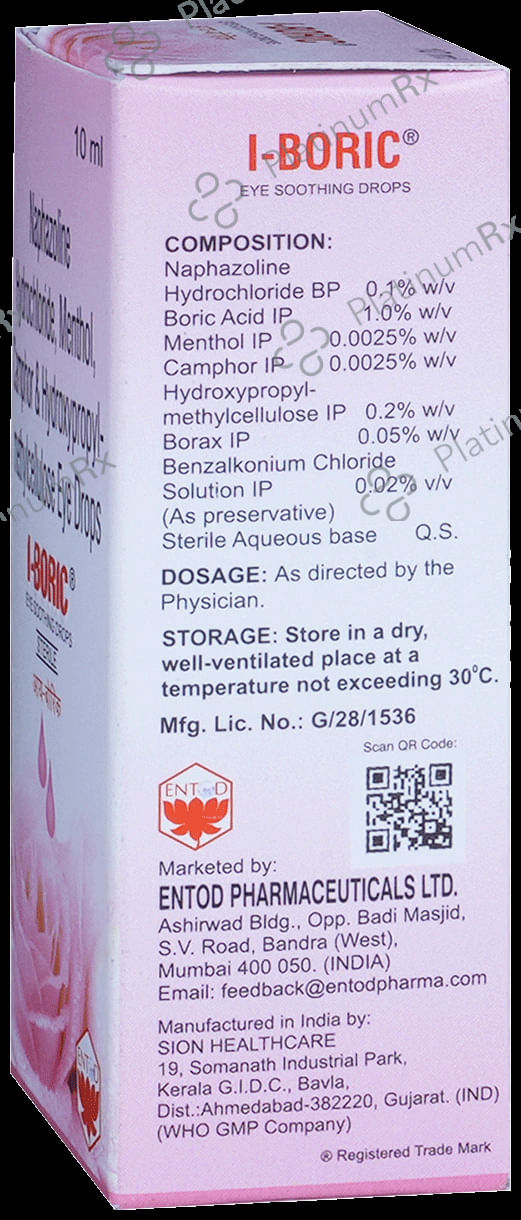 I-BORIC®
EYE SOOTHING DROPS
COMPOSITION:
Naphazoline
Hydrochloride BP 0.1% w/v
Boric Acid IP 1.0% w/v
Menthol IP 0.0025% w/v
Camphor IP 0.0025% w/v
Hydroxypropyl-
methylcellulose IP 0.2% w/v
Borax IP 0.05% w/v
Benzalkonium Chloride
Solution IP 0.02% v/v
(As preservative)
Sterile Aqueous base Q.S.
DOSAGE: As directed by the
Physician.
STORAGE: Store in a dry,
well-ventilated place at a
temperature not exceeding 30°C.
Mfg. Lic. No.: G/28/1536
Scan QR Code:
ENTOD
Marketed by:
ENTOD PHARMACEUTICALS LTD.
Ashirwad Bldg., Opp. Badi Masjid,
S.V. Road, Bandra (West),
Mumbai 400 050. (INDIA)
Email: feedback@entodpharma.com
Manufactured in India by:
SION HEALTHCARE
19, Somanath Industrial Park,
Kerala G.I.D.C., Bavla,
Dist.:Ahmedabad-382220, Gujarat. (IND)
(WHO GMP Company)
® Registered Trade Mark
10 ml
Naphazoline
Hydrochloride, Menthol,
Camphor & Hydroxypropyl-
methylcellulose Eye Drops
I-BORIC®
EYE SOOTHING DROPS
STERILE
आय-बोरिक
ENTOD
PlatinumRx
PlatinumRx
PlatinumRx